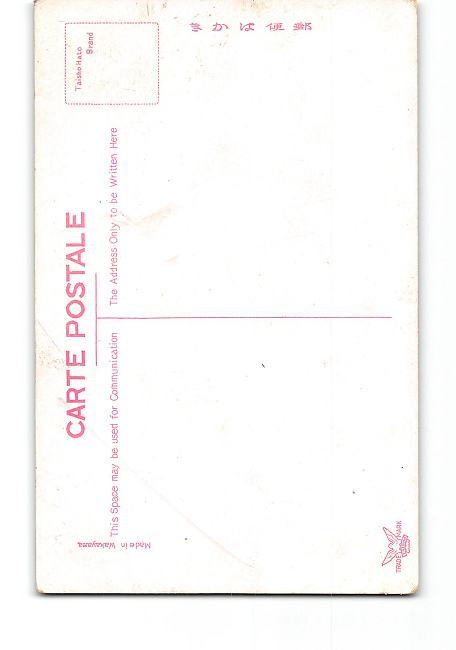 きかは便郵
Taisho Hato
Brand
CARTE POSTALE
This Space may be used for Communication
The Address Only to be Written Here
Made in Wakayama
TRADE MARK